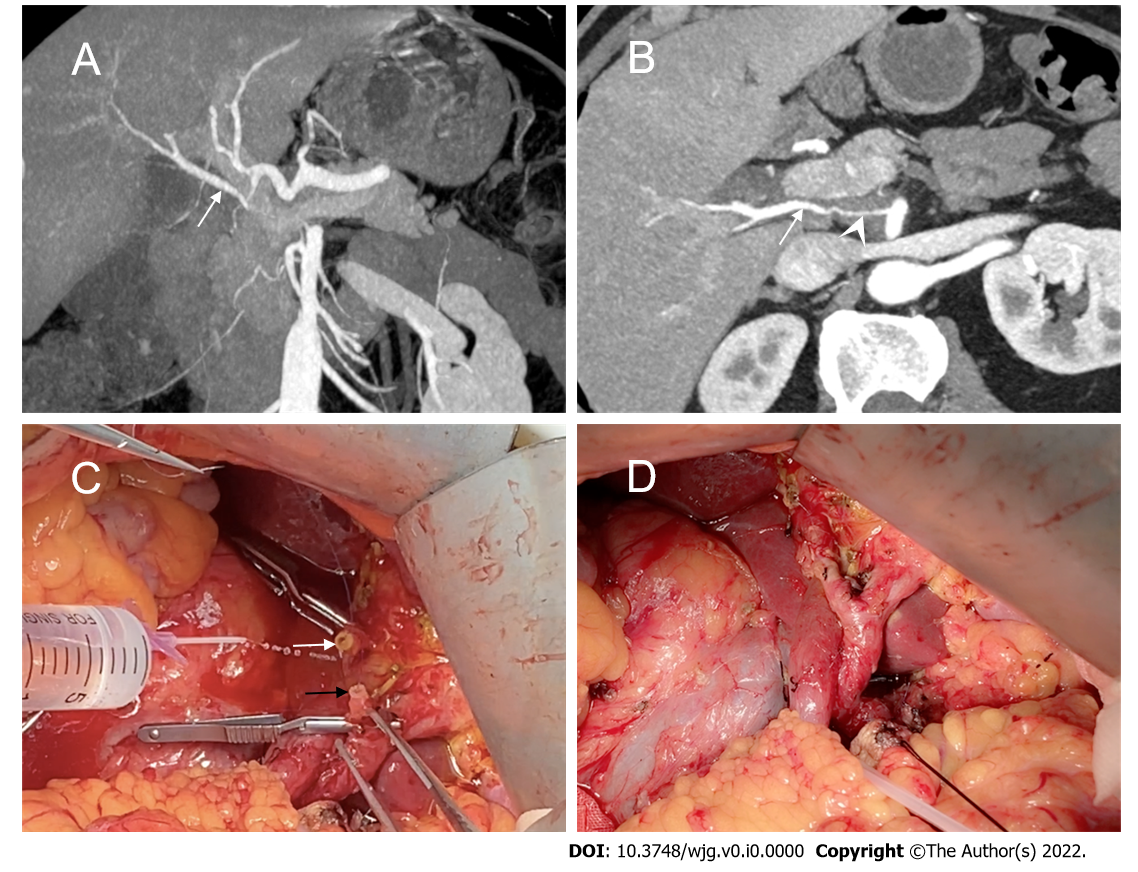 A
B
C
D
FOR SING
5
DOI: 10.3748/wjg.v0.i0.0000 Copyright ©The Author(s) 2022.